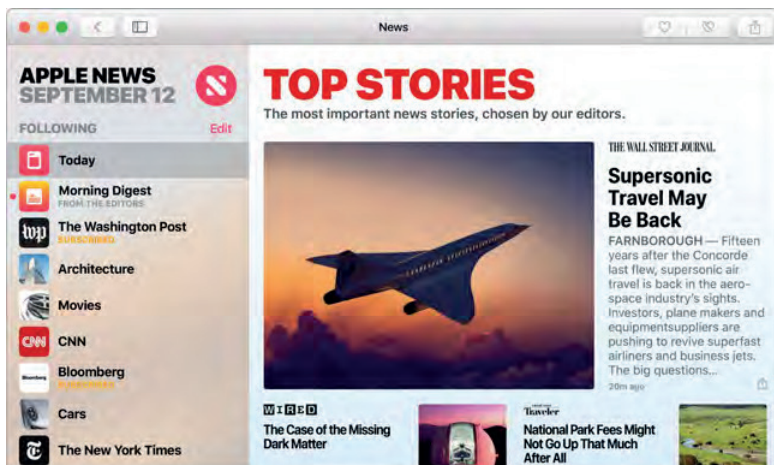 News
APPLE NEWS
SEPTEMBER 12
FOLLOWING
Edit
Today
Morning Digest
FROM THE EDITORS
wp
The Washington Post
SUBSCRIBED
Architecture
Movies
CNN
CNN
Bloomberg
Bloomberg
Cars
The New York Times
TOP STORIES
The most important news stories, chosen by our editors.
THE WALL STREET JOURNAL
Supersonic
Travel May
Be Back
FARNBOROUGH — Fifteen
years after the Concorde
last flew, supersonic air
travel is back in the aero-
space industry's sights.
Investors, plane makers and
equipmentsuppliers are
pushing to revive superfast
airliners and business jets.
The big questions...
20m ago
WIRED
The Case of the Missing
Dark Matter
Traveler
National Park Fees Might
Not Go Up That Much
After All